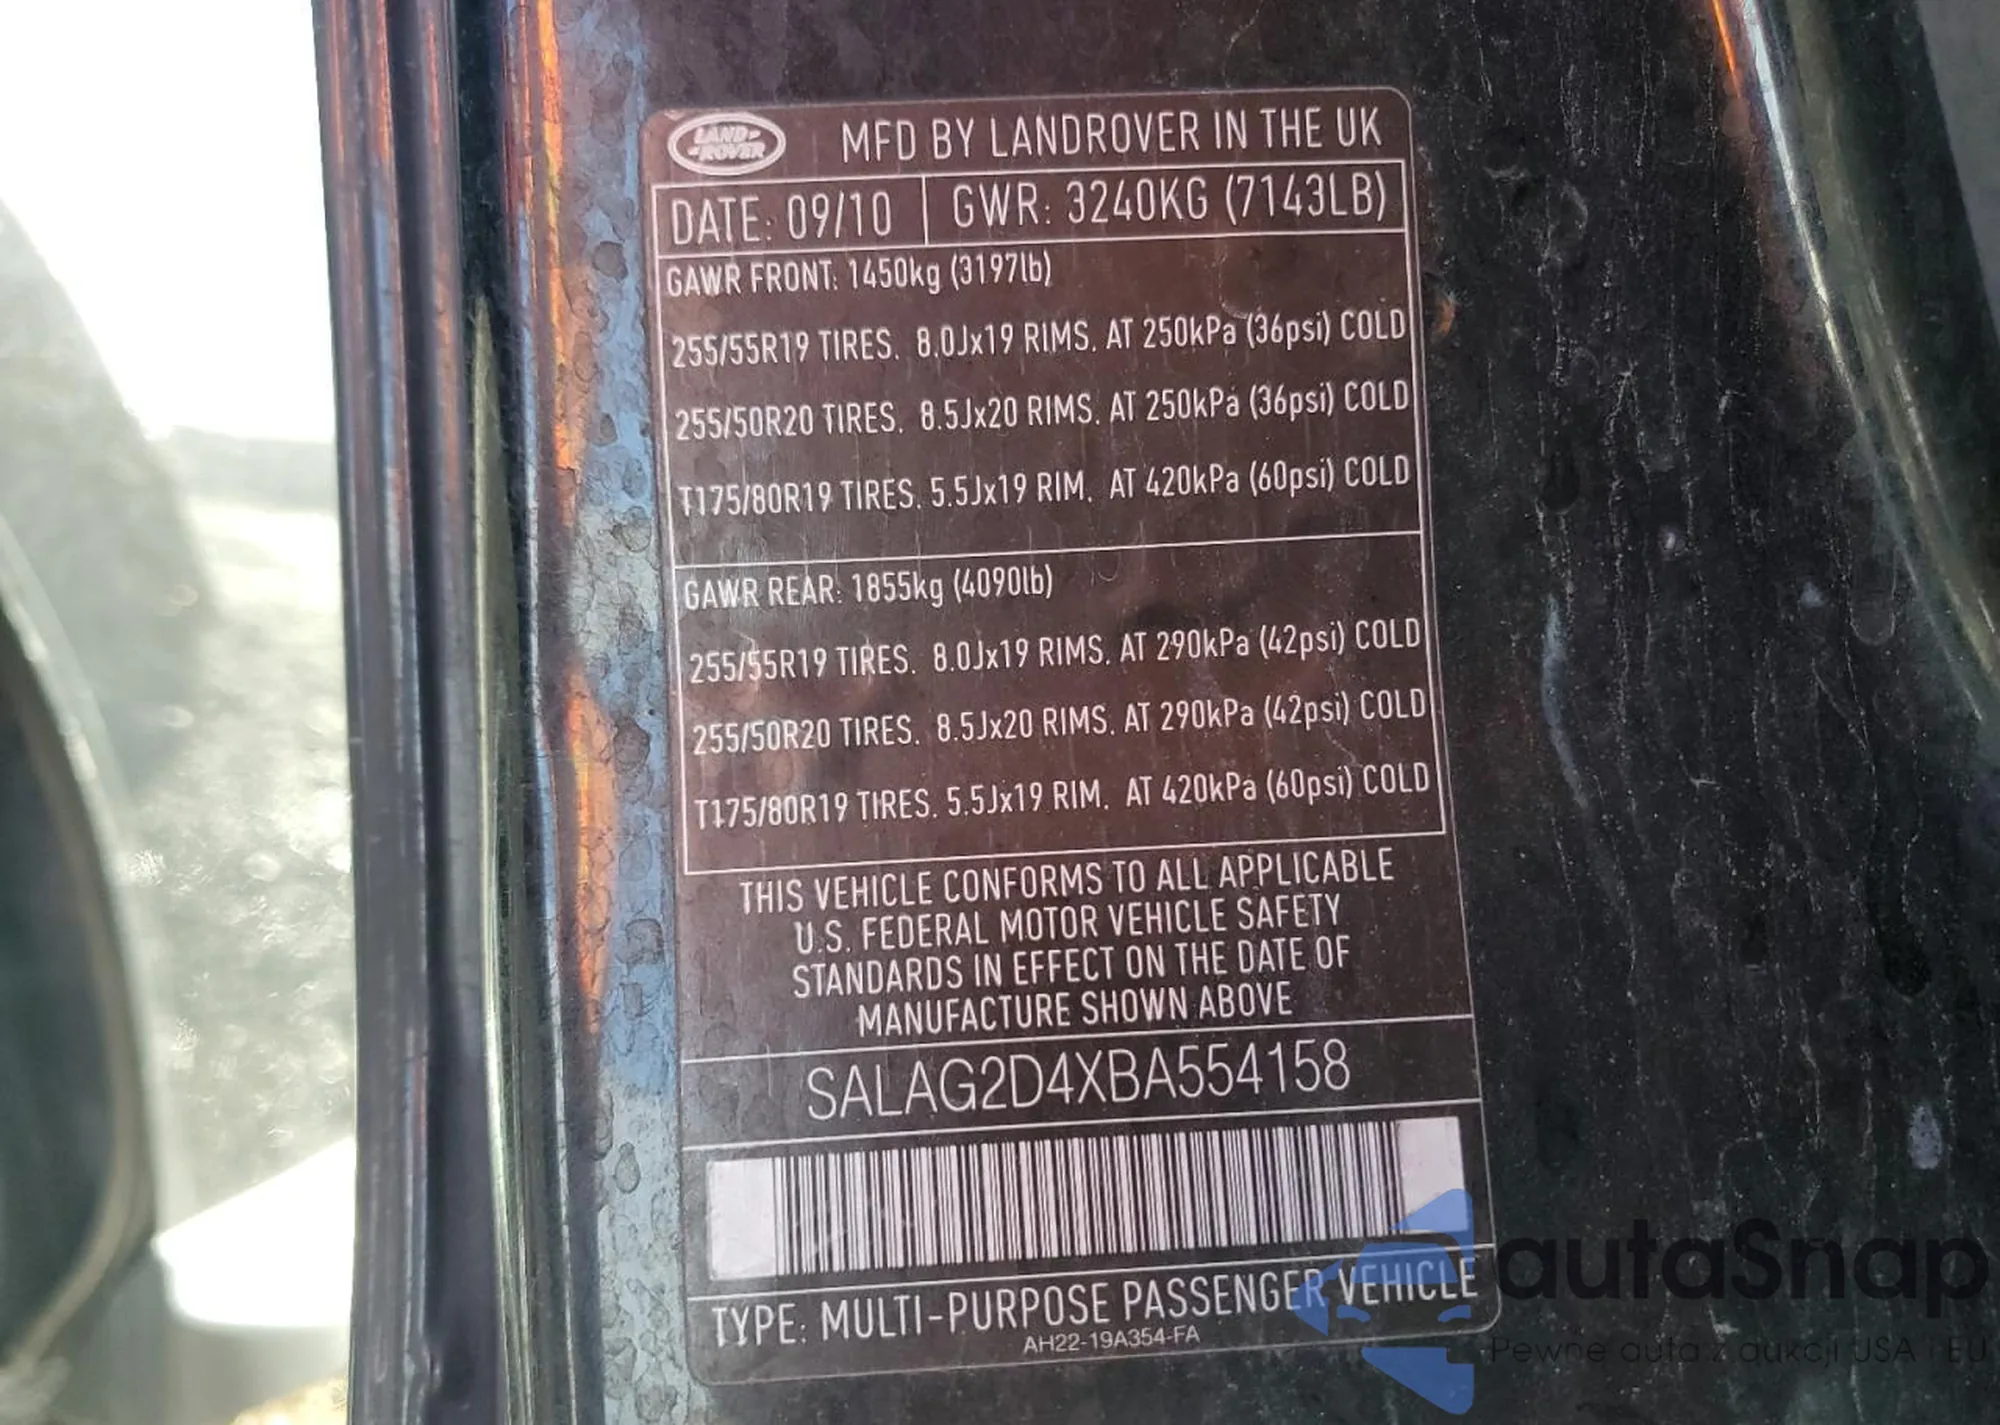 LAND ROVER
MFD BY LANDROVER IN THE UK
DATE: 09/10 GWR: 3240KG (7143LB)
GAWR FRONT: 1450kg (3197lb)
255/55R19 TIRES. 8.0Jx19 RIMS. AT 250kPa (36psi) COLD
255/50R20 TIRES. 8.5Jx20 RIMS. AT 250kPa (36psi) COLD
T175/80R19 TIRES. 5.5Jx19 RIM. AT 420kPa (60psi) COLD
GAWR REAR: 1855kg (4090lb)
255/55R19 TIRES. 8.0Jx19 RIMS. AT 290kPa (42psi) COLD
255/50R20 TIRES. 8.5Jx20 RIMS. AT 290kPa (42psi) COLD
T175/80R19 TIRES. 5.5Jx19 RIM. AT 420kPa (60psi) COLD
THIS VEHICLE CONFORMS TO ALL APPLICABLE
U.S. FEDERAL MOTOR VEHICLE SAFETY
STANDARDS IN EFFECT ON THE DATE OF
MANUFACTURE SHOWN ABOVE
SALAG2D4XBA554158
TYPE: MULTI-PURPOSE PASSENGER VEHICLE
AH22-19A354-FA
autaSnap
Pewne auta z aukcji USA i EU